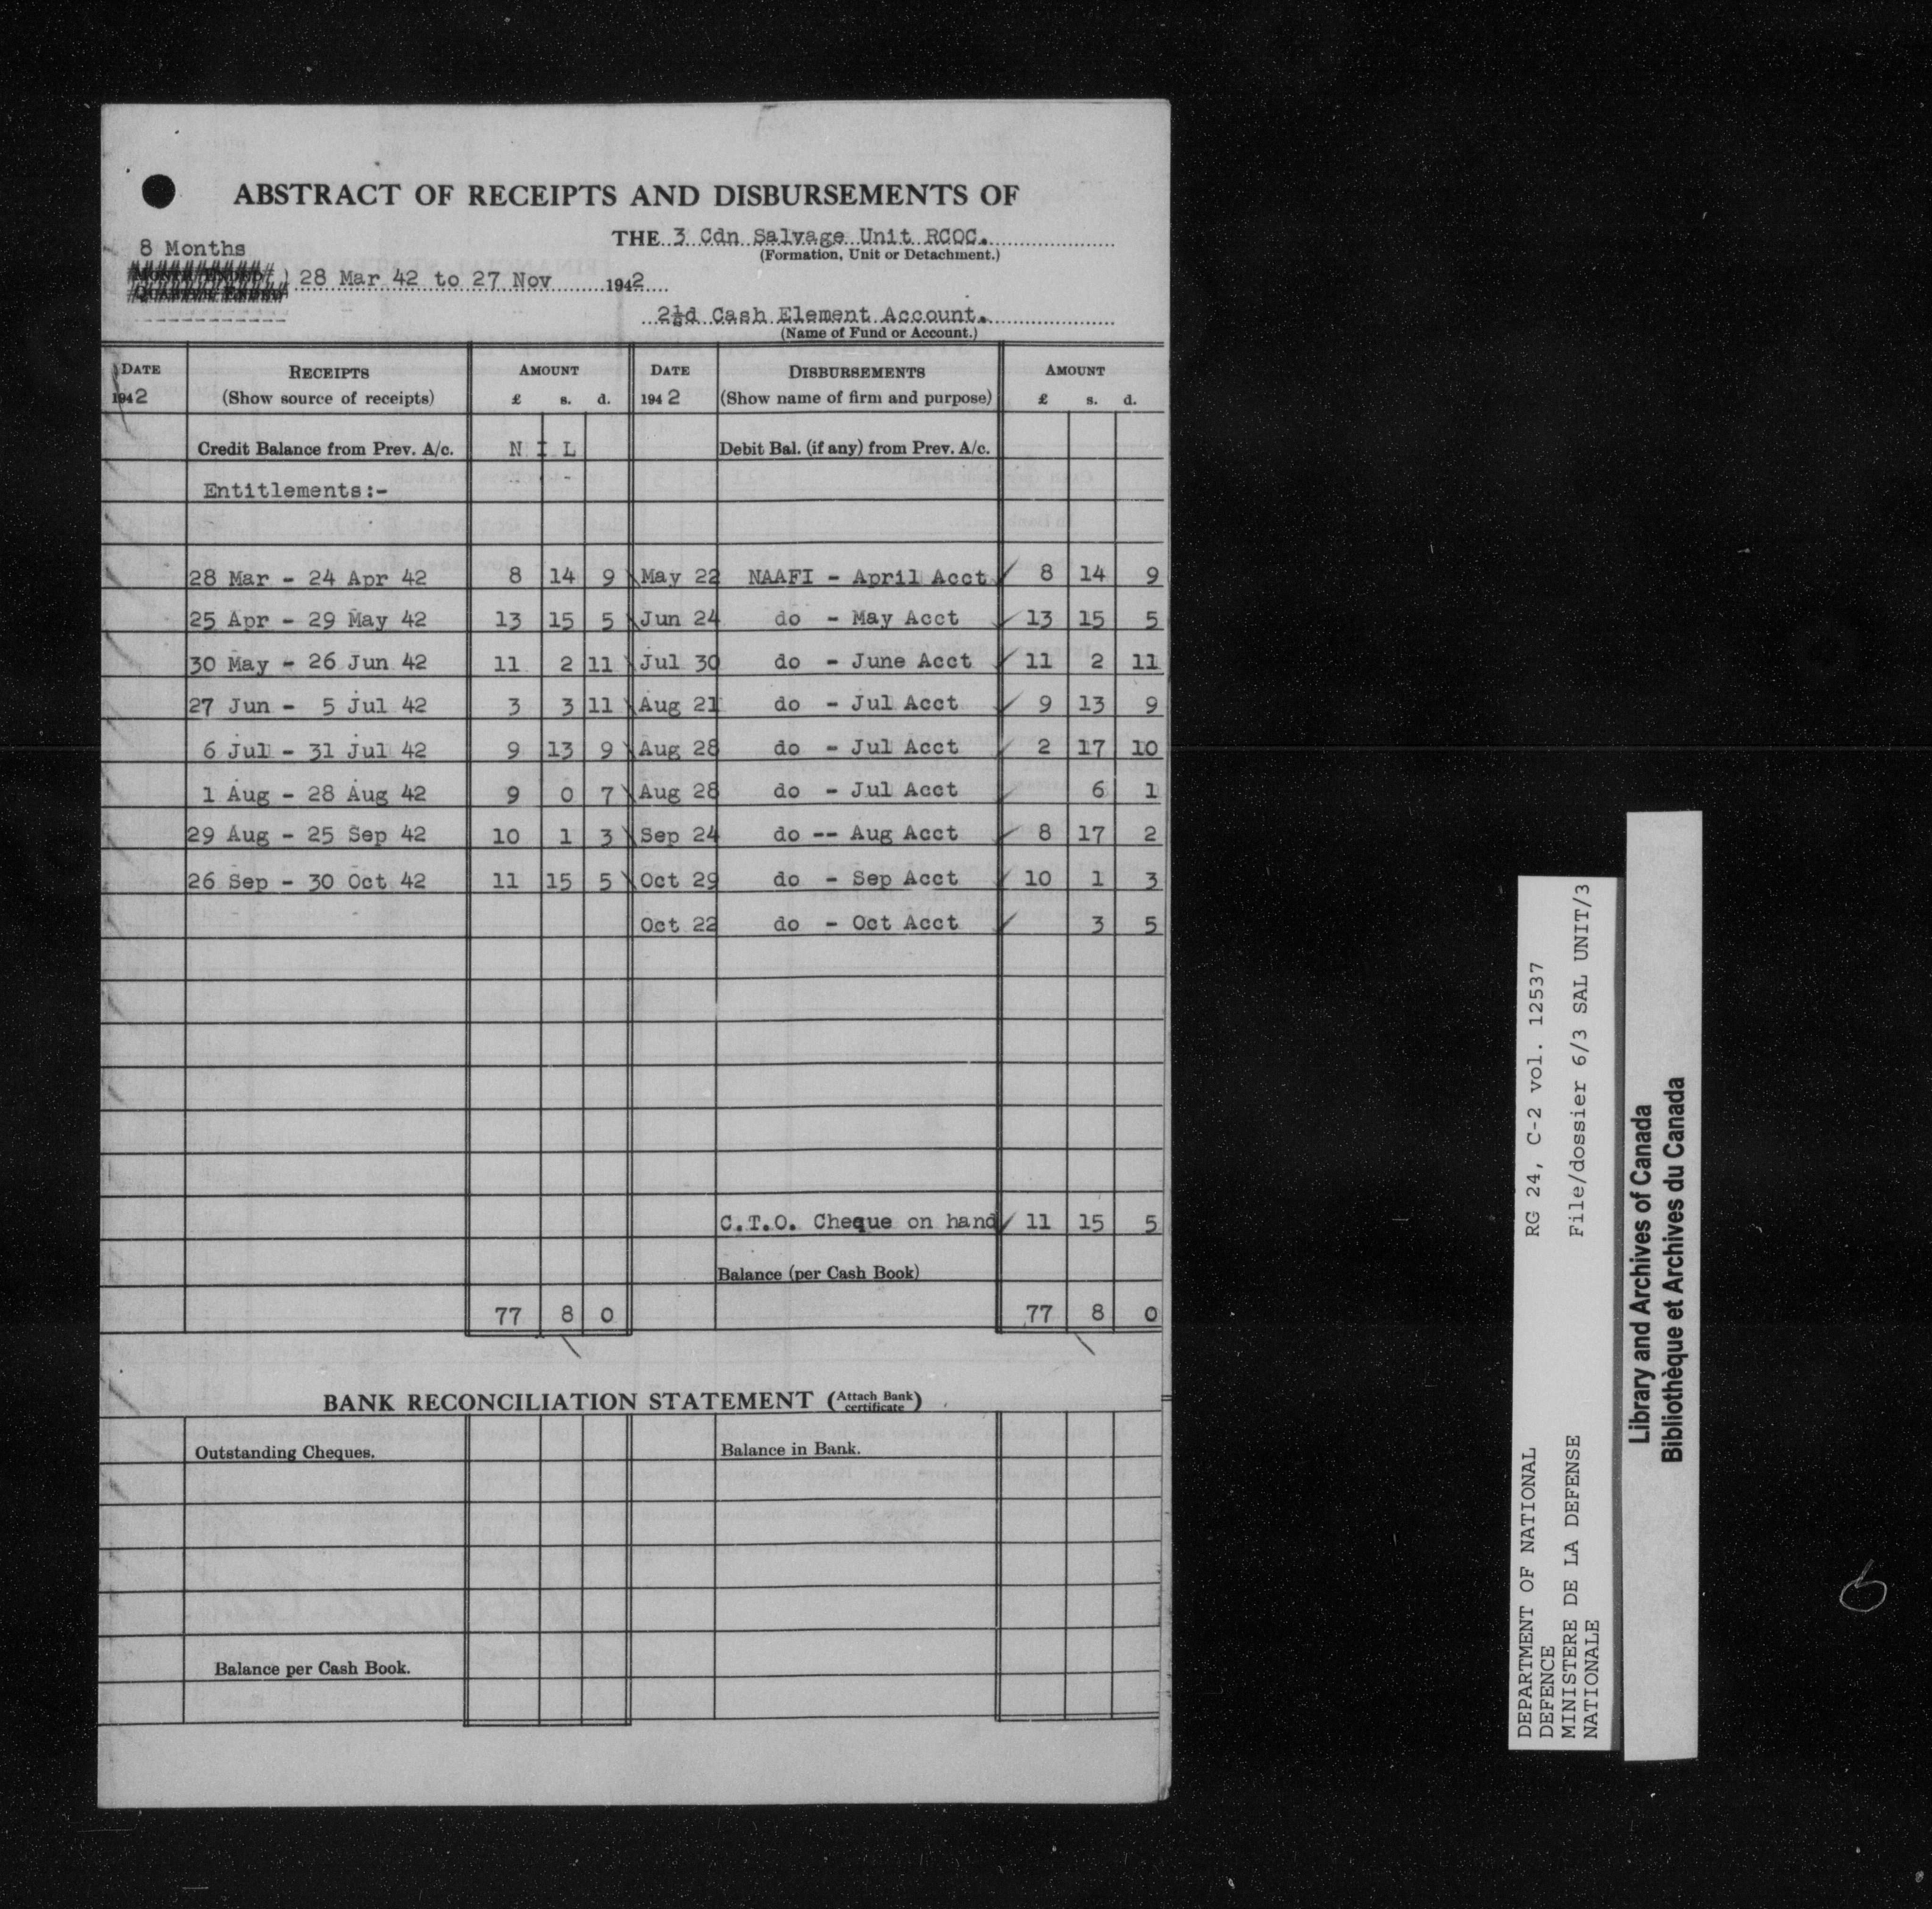 ABSTRACT OF RECEIPTS AND DISBURSEMENTS OF
THE 3 Cdn Salvage Unit RCOC.
(Formation, Unit or Detachment.)
8 Months
MONTH ENDED
QUARTER ENDED
) 28 Mar 42 to 27 Nov 1942
2½d Cash Element Account.
(Name of Fund or Account.)
DATE RECEIPTS AMOUNT DATE DISBURSEMENTS AMOUNT
1942 (Show source of receipts) £ s. d. 1942 (Show name of firm and purpose) £ s. d.
Credit Balance from Prev. A/c. N I L Debit Bal. (if any) from Prev. A/c.
Entitlements:-
28 Mar - 24 Apr 42 8 14 9 May 22 NAAFI - April Acct 8 14 9
25 Apr - 29 May 42 13 15 5 Jun 24 do - May Acct 13 15 5
30 May - 26 Jun 42 11 2 11 Jul 30 do - June Acct 11 2 11
27 Jun - 5 Jul 42 3 3 11 Aug 21 do - Jul Acct 9 13 9
6 Jul - 31 Jul 42 9 13 9 Aug 28 do - Jul Acct 2 17 10
1 Aug - 28 Aug 42 9 0 7 Aug 28 do - Jul Acct 6 1
29 Aug - 25 Sep 42 10 1 3 Sep 24 do -- Aug Acct 8 17 2
26 Sep - 30 Oct 42 11 15 5 Oct 29 do - Sep Acct 10 1 3
Oct 22 do - Oct Acct 3 5
C.T.O. Cheque on hand 11 15 5
Balance (per Cash Book)
77 8 0 77 8 0
BANK RECONCILIATION STATEMENT (Attach Bank certificate)
Outstanding Cheques. Balance in Bank.
Balance per Cash Book.
DEPARTMENT OF NATIONAL DEFENCE RG 24, C-2 vol. 12537
MINISTERE DE LA DEFENSE NATIONALE File/dossier 6/3 SAL UNIT/3
Library and Archives of Canada
Bibliothèque et Archives du Canada